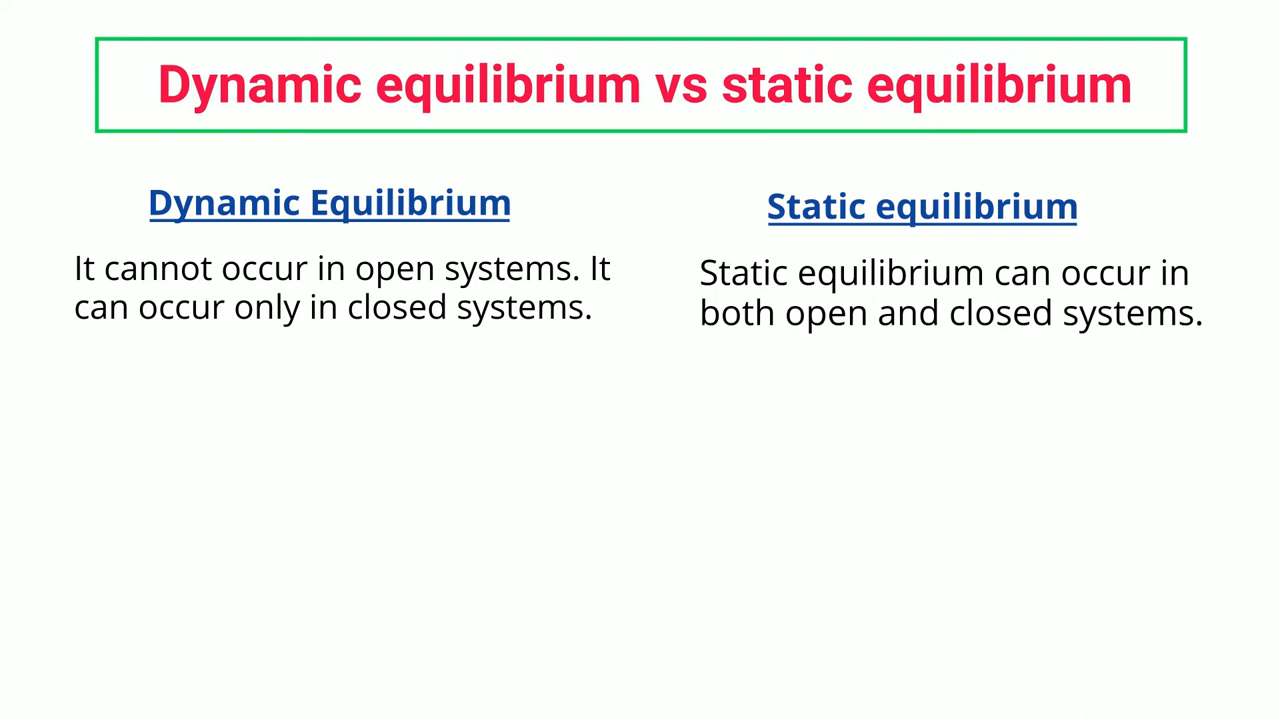 Dynamic equilibrium vs static equilibrium
Dynamic Equilibrium
It cannot occur in open systems. It
can occur only in closed systems.
Static equilibrium
Static equilibrium can occur in
both open and closed systems.